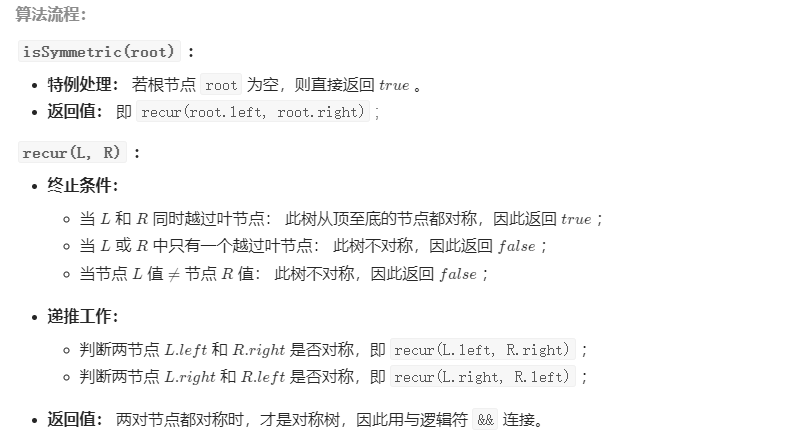 算法流程：
isSymmetric(root) ：
特例处理： 若根节点 root 为空，则直接返回 true 。
返回值： 即 recur(root.left, root.right) ;
recur(L, R) ：
终止条件：
当 L 和 R 同时越过叶节点： 此树从顶至底的节点都对称，因此返回 true ；
当 L 或 R 中只有一个越过叶节点： 此树不对称，因此返回 false ；
当节点 L 值 ≠ 节点 R 值： 此树不对称，因此返回 false ；
递推工作：
判断两节点 L.left 和 R.right 是否对称，即 recur(L.left, R.right) ；
判断两节点 L.right 和 R.left 是否对称，即 recur(L.right, R.left) ；
返回值： 两对节点都对称时，才是对称树，因此用与逻辑符 && 连接。